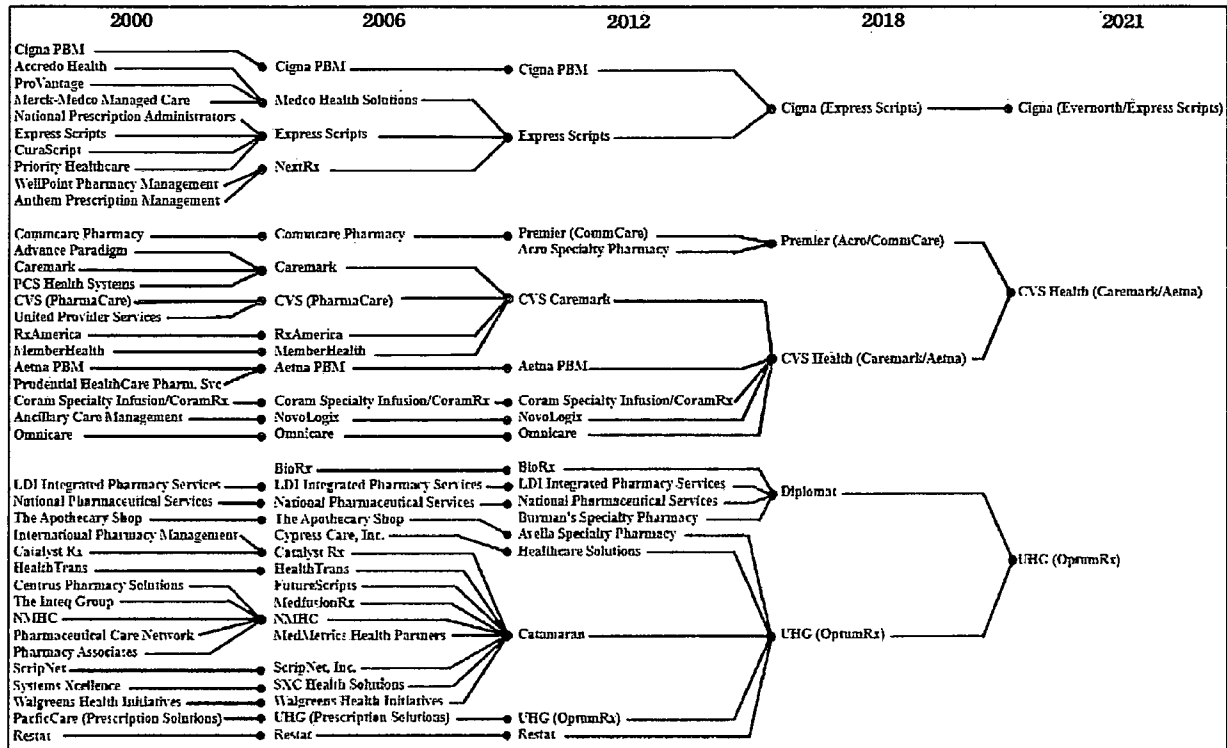 2000 2006 2012 2018 2021
Cigna PBM
Accredo Health
ProVantage
Merck-Medco Managed Care
National Prescription Administrators
Express Scripts
CuraScript
Priority Healthcare
WellPoint Pharmacy Management
Anthem Prescription Management
Cigna PBM
Medco Health Solutions
Express Scripts
NextRx
Cigna PBM
Express Scripts
Cigna (Express Scripts)
Cigna (Evernorth/Express Scripts)
Commcare Pharmacy
Advance Paradigm
Caremark
PCS Health Systems
CVS (PharmaCare)
United Provider Services
RxAmerica
MemberHealth
Aetna PBM
Prudential HealthCare Pharm. Svc
Coram Specialty Infusion/CoramRx
Ancillary Care Management
Omnicare
Commcare Pharmacy
Caremark
CVS (PharmaCare)
RxAmerica
MemberHealth
Aetna PBM
Coram Specialty Infusion/CoramRx
NovoLogix
Omnicare
Premier (CommCare)
Acro Specialty Pharmacy
CVS Caremark
Aetna PBM
Coram Specialty Infusion/CoramRx
NovoLogix
Omnicare
Premier (Acro/CommCare)
CVS Health (Caremark/Aetna)
CVS Health (Caremark/Aetna)
LDI Integrated Pharmacy Services
National Pharmaceutical Services
The Apothecary Shop
International Pharmacy Management
Catalyst Rx
HealthTrans
Centrus Pharmacy Solutions
The Inteq Group
NMHC
Pharmaceutical Care Network
Pharmacy Associates
ScripNet
Systems Xcellence
Walgreens Health Initiatives
PacficCare (Prescription Solutions)
Restat
BioRx
LDI Integrated Pharmacy Services
National Pharmaceutical Services
The Apothecary Shop
Cypress Care, Inc.
Catalyst Rx
HealthTrans
FutureScripts
MedfusionRx
NMHC
MedMetrics Health Partners
ScripNet, Inc.
SXC Health Solutions
Walgreens Health Initiatives
UHG (Prescription Solutions)
Restat
BioRx
LDI Integrated Pharmacy Services
National Pharmaceutical Services
Burman's Specialty Pharmacy
Avella Specialty Pharmacy
Healthcare Solutions
Catamaran
UHG (OptumRx)
Restat
Diplomat
UHG (OptumRx)
UHG (OptumRx)